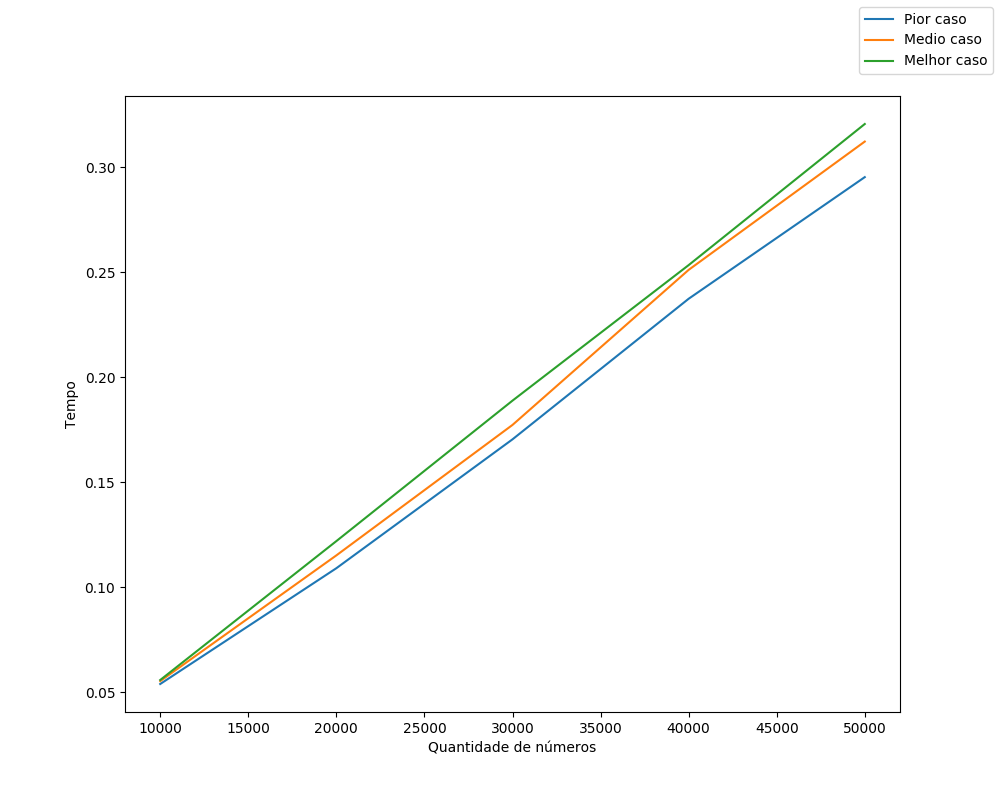 Pior caso
Medio caso
Melhor caso
0.30
0.25
0.20
0.15
0.10
0.05
Tempo
10000 15000 20000 25000 30000 35000 40000 45000 50000
Quantidade de números